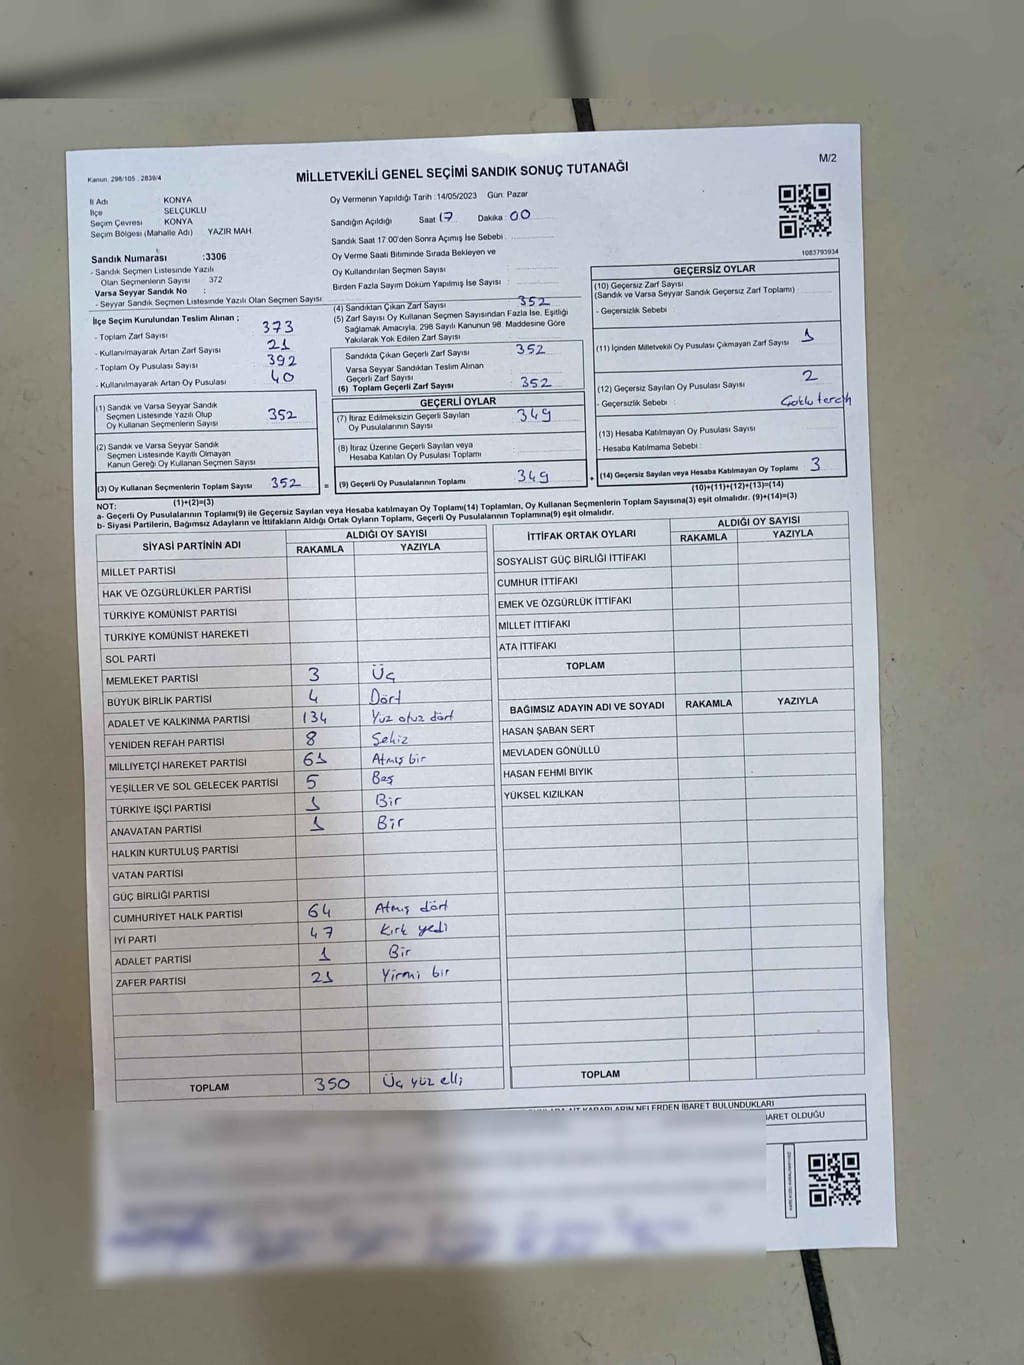 Kanun. 298/105 , 2839/4
MİLLETVEKİLİ GENEL SEÇİMİ SANDIK SONUÇ TUTANAĞI
M/2
İl Adı KONYA
İlçe SELÇUKLU
Seçim Çevresi KONYA
Seçim Bölgesi (Mahalle Adı) YAZIR MAH.
Sandık Numarası :3306
- Sandık Seçmen Listesinde Yazılı
Olan Seçmenlerin Sayısı : 372
Varsa Seyyar Sandık No :
- Seyyar Sandık Seçmen Listesinde Yazılı Olan Seçmen Sayısı
Oy Vermenin Yapıldığı Tarih :14/05/2023 Gün: Pazar
Sandığın Açıldığı Saat 17 Dakika : 00
Sandık Saat 17:00'den Sonra Açımış İse Sebebi :
Oy Verme Saati Bitiminde Sırada Bekleyen ve
Oy Kullandırılan Seçmen Sayısı :
Birden Fazla Sayım Döküm Yapılmış İse Sayısı :
1083793934
İlçe Seçim Kurulundan Teslim Alınan ;
- Toplam Zarf Sayısı 373
- Kullanılmayarak Artan Zarf Sayısı 21
- Toplam Oy Pusulası 392
- Kullanılmayarak Artan Oy Pusulası 40
(4) Sandıktan Çıkan Zarf Sayısı 352
(5) Zarf Sayısı Oy Kullanan Seçmen Sayısından Fazla İse, Eşitliği
Sağlamak Amacıyla, 298 Sayılı Kanunun 98. Maddesine Göre
Yakılarak Yok Edilen Zarf Sayısı
Sandıkta Çıkan Geçerli Zarf Sayısı 352
Varsa Seyyar Sandıktan Teslim Alınan
Geçerli Zarf Sayısı
(6) Toplam Geçerli Zarf Sayısı 352
GEÇERSİZ OYLAR
(10) Geçersiz Zarf Sayısı
(Sandık ve Varsa Seyyar Sandık Geçersiz Zarf Toplamı)
- Geçersizlik Sebebi
(11) İçinden Milletvekili Oy Pusulası Çıkmayan Zarf Sayısı 1
(12) Geçersiz Sayılan Oy Pusulası Sayısı 2
- Geçersizlik Sebebi : Çoklu tercih
(13) Hesaba Katılmayan Oy Pusulası Sayısı
- Hesaba Katılmama Sebebi :
(14) Geçersiz Sayılan veya Hesaba Katılmayan Oy Toplamı 3
(10)+(11)+(12)+(13)=(14)
(1) Sandık ve Varsa Seyyar Sandık
Seçmen Listesinde Yazılı Olup
Oy Kullanan Seçmenlerin Sayısı 352
(2) Sandık ve Varsa Seyyar Sandık
Seçmen Listesinde Kayıtlı Olmayan
Kanun Gereği Oy Kullanan Seçmen Sayısı
(3) Oy Kullanan Seçmenlerin Toplam Sayısı 352 =
(1)+(2)=(3)
GEÇERLİ OYLAR
(7) İtiraz Edilmeksizin Geçerli Sayılan
Oy Pusulalarının Sayısı 349
(8) İtiraz Üzerine Geçerli Sayılan veya
Hesaba Katılan Oy Pusulası Toplamı
(9) Geçerli Oy Pusulalarının Toplamı 349 +
NOT:
a- Geçerli Oy Pusulalarının Toplamı(9) ile Geçersiz Sayılan veya Hesaba katılmayan Oy Toplamı(14) Toplamları, Oy Kullanan Seçmenlerin Toplam Sayısına(3) eşit olmalıdır. (9)+(14)=(3)
b- Siyasi Partilerin, Bağımsız Adayların ve İttifakların Aldığı Ortak Oyların Toplamı, Geçerli Oy Pusulalarının Toplamına(9) eşit olmalıdır.
SİYASİ PARTİNİN ADI ALDIĞI OY SAYISI
RAKAMLA YAZIYLA
MİLLET PARTİSİ
HAK VE ÖZGÜRLÜKLER PARTİSİ
TÜRKİYE KOMÜNİST PARTİSİ
TÜRKİYE KOMÜNİST HAREKETİ
SOL PARTİ
MEMLEKET PARTİSİ 3 Üç
BÜYÜK BİRLİK PARTİSİ 4 Dört
ADALET VE KALKINMA PARTİSİ 134 Yüz otuz dört
YENİDEN REFAH PARTİSİ 8 Sekiz
MİLLİYETÇİ HAREKET PARTİSİ 61 Atmış bir
YEŞİLLER VE SOL GELECEK PARTİSİ 5 Beş
TÜRKİYE İŞÇİ PARTİSİ 1 Bir
ANAVATAN PARTİSİ 1 Bir
HALKIN KURTULUŞ PARTİSİ
VATAN PARTİSİ
GÜÇ BİRLİĞİ PARTİSİ
CUMHURİYET HALK PARTİSİ 64 Atmış dört
İYİ PARTİ 47 Kırk yedi
ADALET PARTİSİ 1 Bir
ZAFER PARTİSİ 21 Yirmi bir
TOPLAM 350 Üç yüz elli
İTTİFAK ORTAK OYLARI ALDIĞI OY SAYISI
RAKAMLA YAZIYLA
SOSYALİST GÜÇ BİRLİĞİ İTTİFAKI
CUMHUR İTTİFAKI
EMEK VE ÖZGÜRLÜK İTTİFAKI
MİLLET İTTİFAKI
ATA İTTİFAKI
TOPLAM
BAĞIMSIZ ADAYIN ADI VE SOYADI RAKAMLA YAZIYLA
HASAN ŞABAN SERT
MEVLADEN GÖNÜLLÜ
HASAN FEHMİ BIYIK
YÜKSEL KIZILKAN
TOPLAM
NELERDEN İBARET BULUNDUKLARI
İBARET OLDUĞU